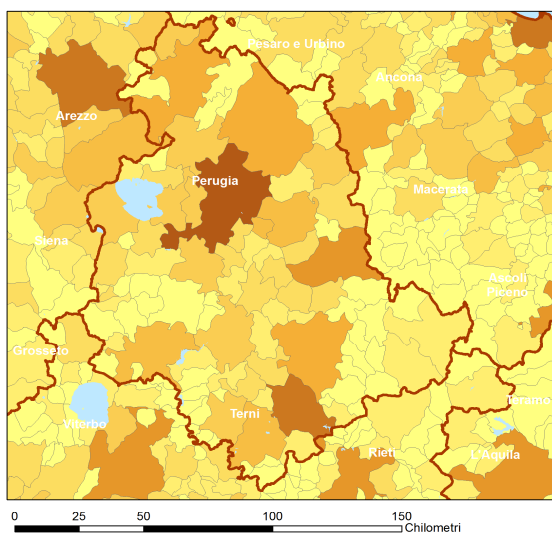 Pesaro e Urbino
Ancona
Arezzo
Perugia
Macerata
Siena
Ascoli
Piceno
Grosseto
Teramo
Terni
Viterbo
Rieti
L'Aquila
0 25 50 100 150
Chilometri